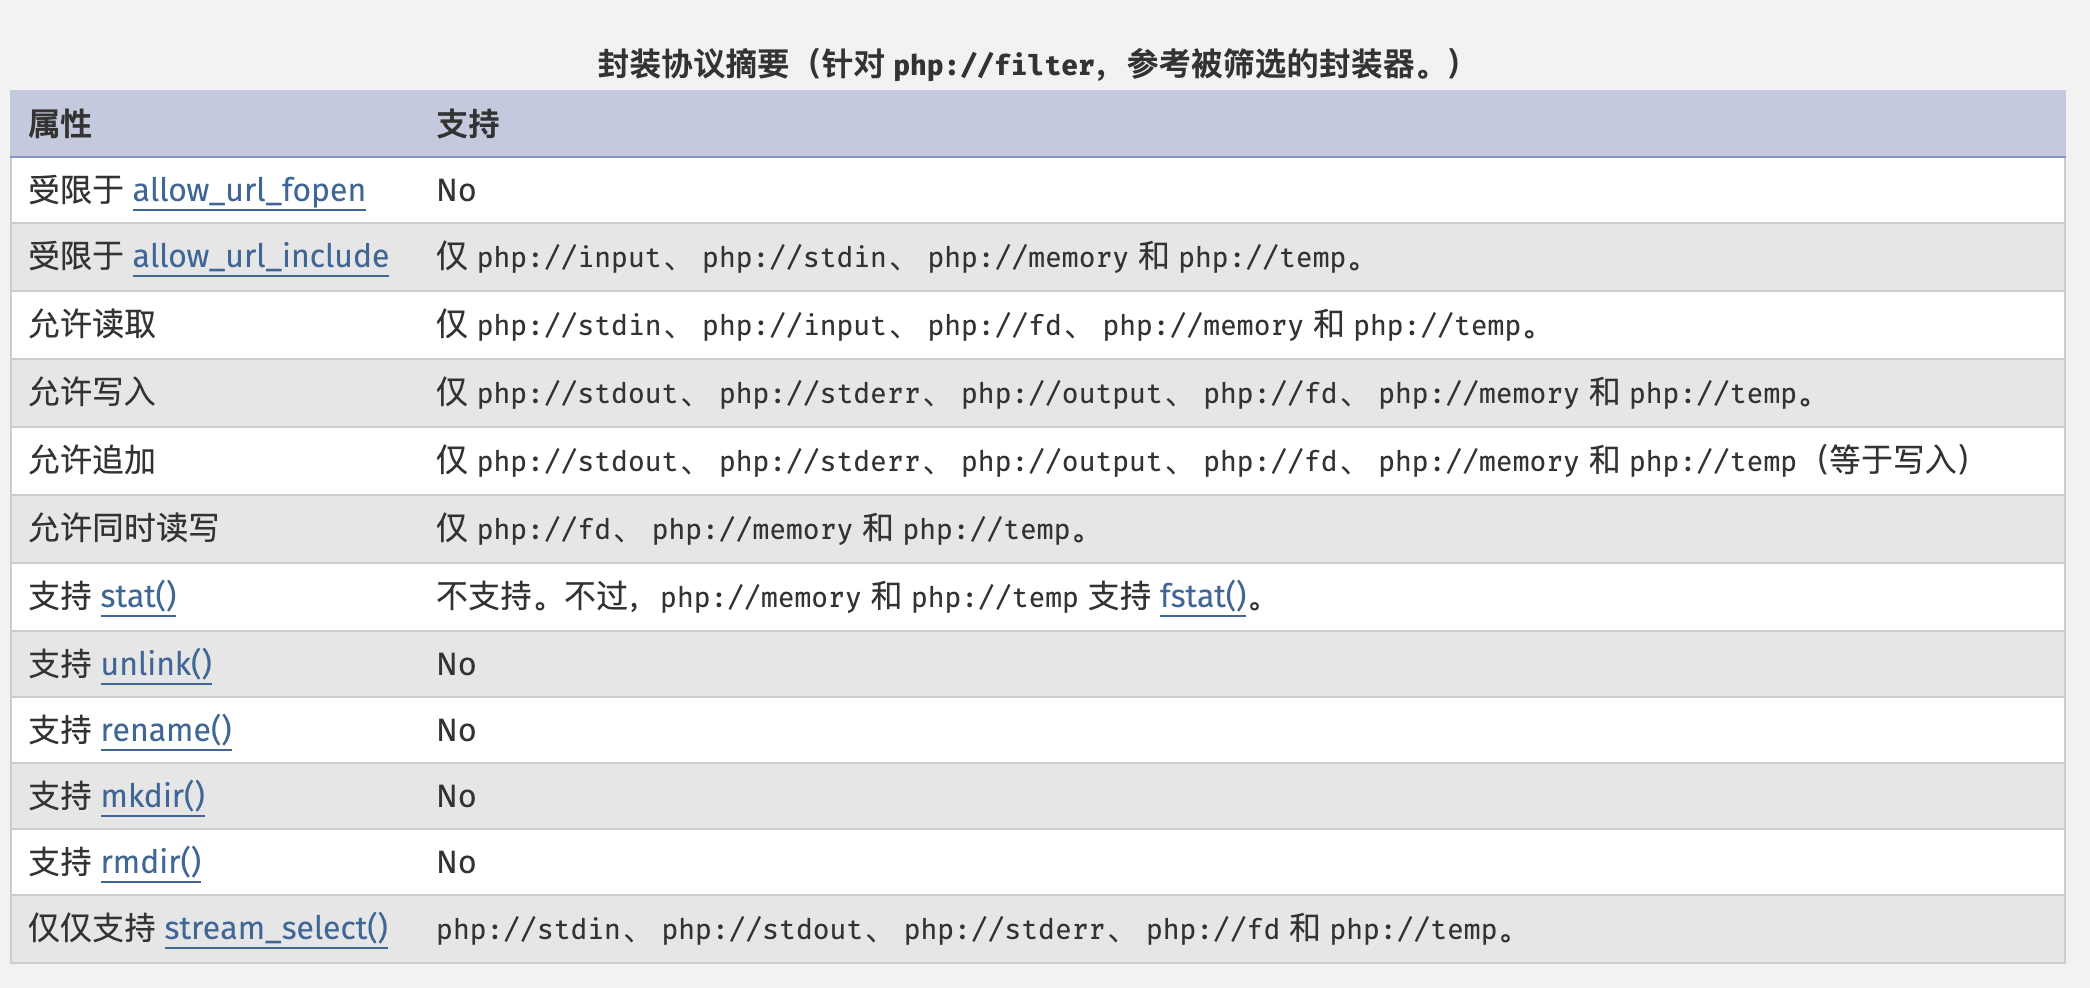 封装协议摘要（针对 php://filter，参考被筛选的封装器。）
属性 支持
受限于 allow_url_fopen No
受限于 allow_url_include 仅 php://input、 php://stdin、 php://memory 和 php://temp。
允许读取 仅 php://stdin、 php://input、 php://fd、 php://memory 和 php://temp。
允许写入 仅 php://stdout、 php://stderr、 php://output、 php://fd、 php://memory 和 php://temp。
允许追加 仅 php://stdout、 php://stderr、 php://output、 php://fd、 php://memory 和 php://temp（等于写入）
允许同时读写 仅 php://fd、 php://memory 和 php://temp。
支持 stat() 不支持。不过，php://memory 和 php://temp 支持 fstat()。
支持 unlink() No
支持 rename() No
支持 mkdir() No
支持 rmdir() No
仅仅支持 stream_select() php://stdin、 php://stdout、 php://stderr、 php://fd 和 php://temp。